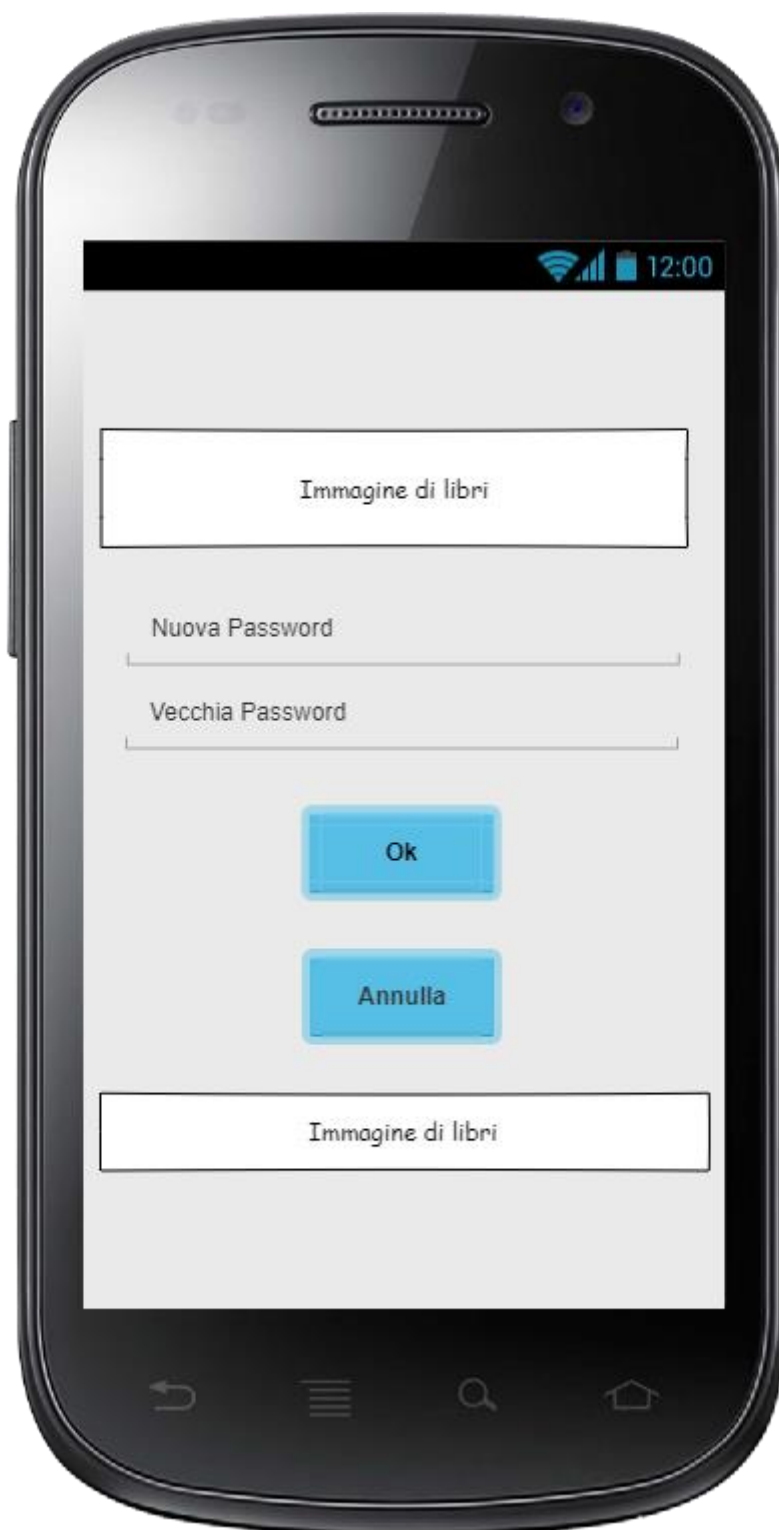 12:00
Immagine di libri
Nuova Password
Vecchia Password
Ok
Annulla
Immagine di libri